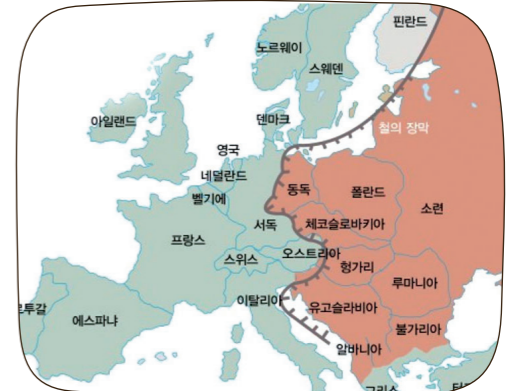 핀란드
노르웨이
스웨덴
아일랜드
덴마크
철의 장막
영국
네덜란드
벨기에
동독
폴란드
소련
서독
체코슬로바키아
프랑스
스위스
오스트리아
헝가리
루마니아
이탈리아
유고슬라비아
에스파냐
불가리아
알바니아